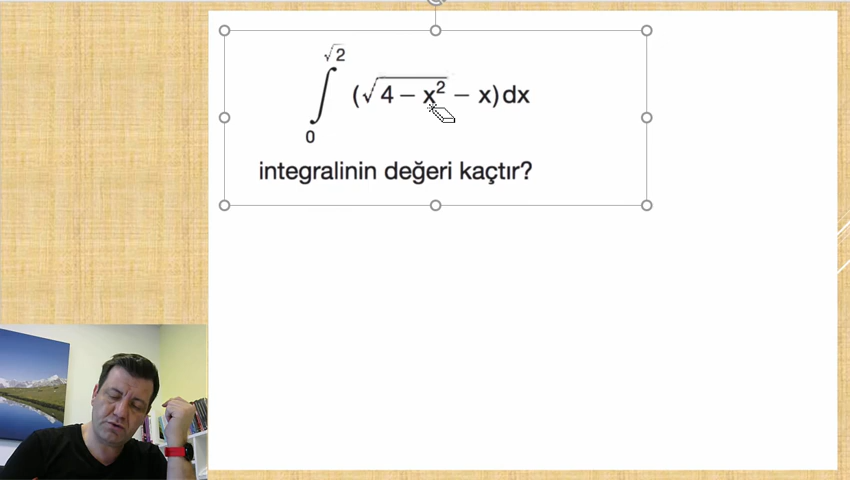 √2
∫ (√4 − x² − x) dx
0
integralinin değeri kaçtır?